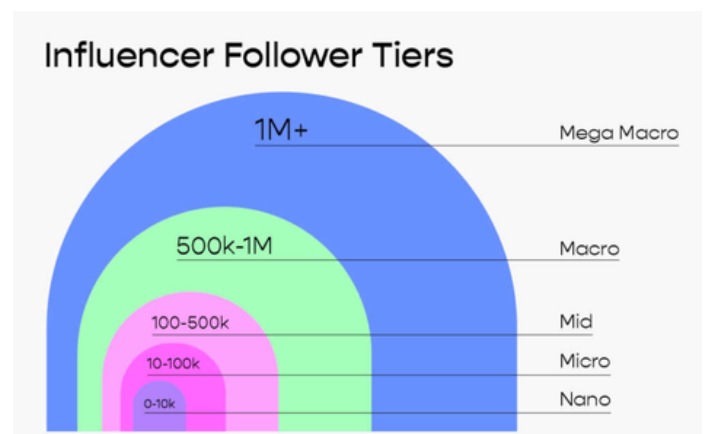 Influencer Follower Tiers
1M+ Mega Macro
500k-1M Macro
100-500k Mid
10-100k Micro
0-10k Nano